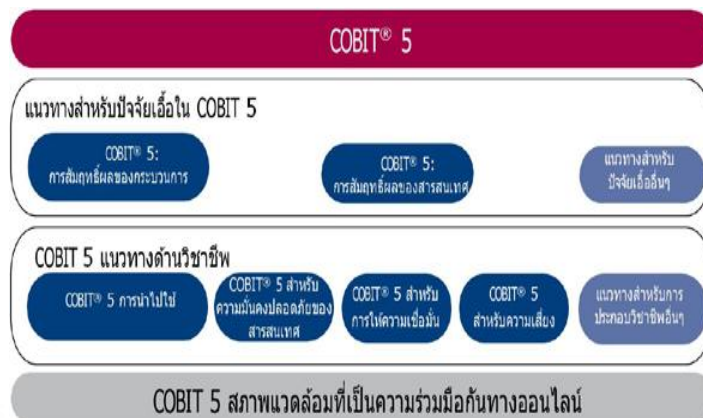 COBIT® 5
แนวทางสำหรับปัจจัยเอื้อใน COBIT 5
COBIT® 5:
การสัมฤทธิ์ผลของกระบวนการ
COBIT® 5:
การสัมฤทธิ์ผลของสารสนเทศ
แนวทางสำหรับ
ปัจจัยเอื้ออื่นๆ
COBIT 5 แนวทางด้านวิชาชีพ
COBIT® 5 การนำไปใช้
COBIT® 5 สำหรับ
ความมั่นคงปลอดภัยของ
สารสนเทศ
COBIT® 5 สำหรับ
การให้ความเชื่อมั่น
COBIT® 5
สำหรับความเสี่ยง
แนวทางสำหรับการ
ประกอบวิชาชีพอื่นๆ
COBIT 5 สภาพแวดล้อมที่เป็นความร่วมมือกันทางออนไลน์